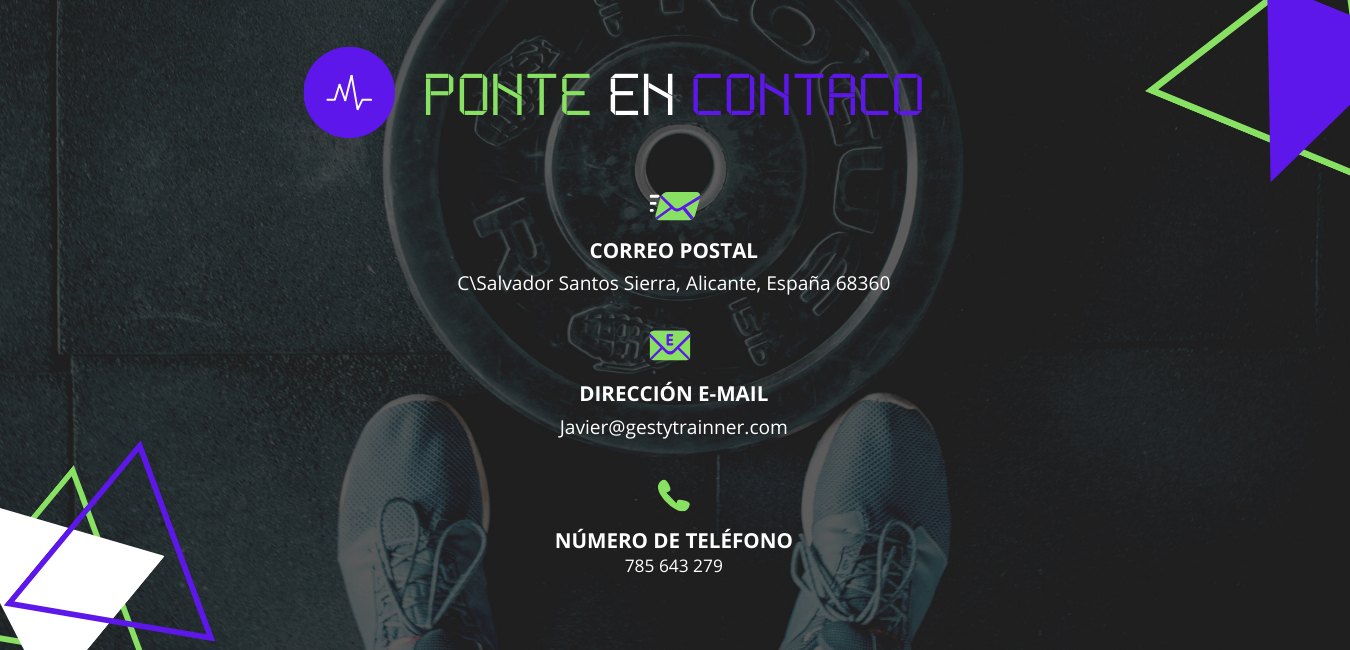 PONTE EN CONTACO
CORREO POSTAL
C\Salvador Santos Sierra, Alicante, España 68360
E
DIRECCIÓN E-MAIL
Javier@gestytrainner.com
NÚMERO DE TELÉFONO
785 643 279